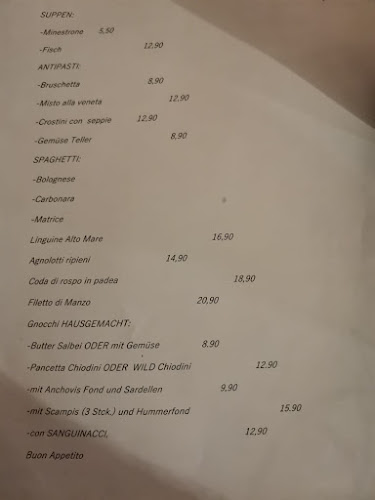 SUPPEN:
-Minestrone 5,50
-Fisch 12,90
ANTIPASTI:
-Bruschetta 8,90
-Misto alla veneta 12,90
-Crostini con seppie 12,90
-Gemüse Teller 8,90
SPAGHETTI:
-Bolognese
-Carbonara
-Matrice
Linguine Alto Mare 16,90
Agnolotti ripieni 14,90
Coda di rospo in padea 18,90
Filetto di Manzo 20,90
Gnocchi HAUSGEMACHT:
-Butter Salbei ODER mit Gemüse 8.90
-Pancetta Chiodini ODER WILD Chiodini 12.90
-mit Anchovis Fond und Sardellen 9,90
-mit Scampis (3 Stck.) und Hummerfond 15.90
-con SANGUINACCI, 12,90
Buon Appetito